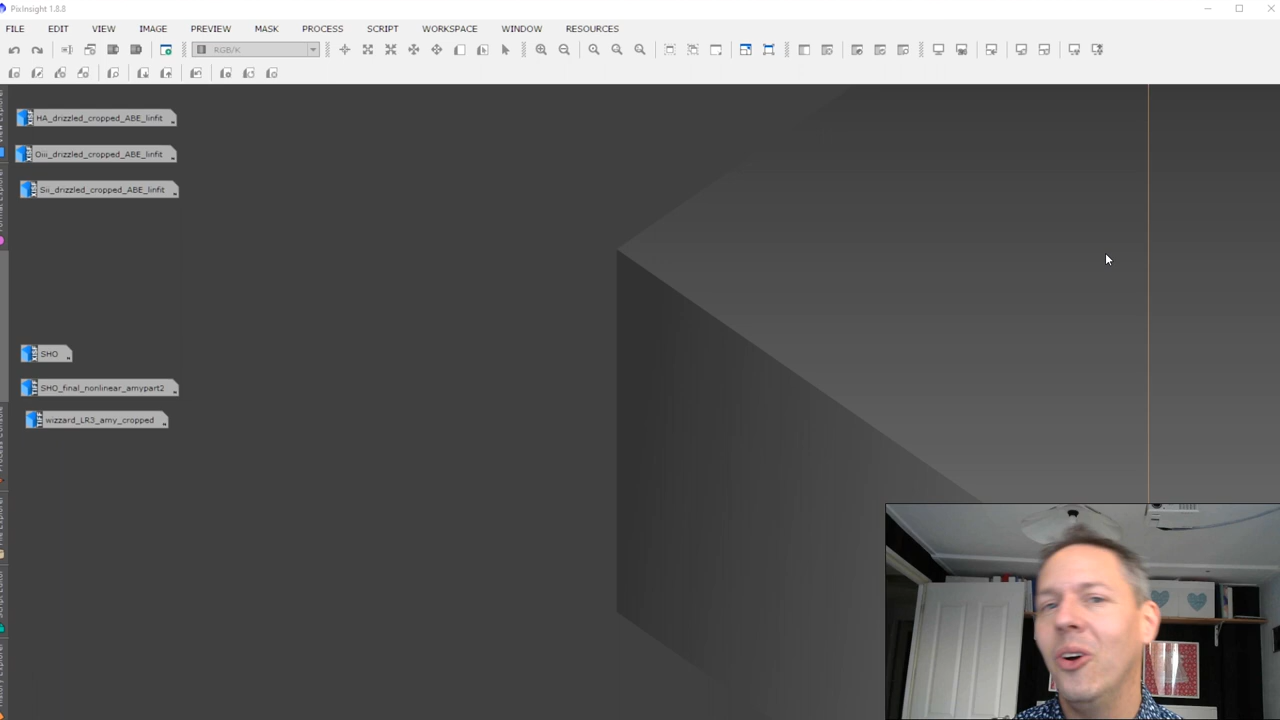 PixInsight 1.8.8
FILE EDIT VIEW IMAGE PREVIEW MASK PROCESS SCRIPT WORKSPACE WINDOW RESOURCES
RGB/K
HA_drizzled_cropped_ABE_linfit
Oiii_drizzled_cropped_ABE_linfit
Sii_drizzled_cropped_ABE_linfit
SHO
SHO_final_nonlinear_amypart2
wizzard_LR3_amy_cropped